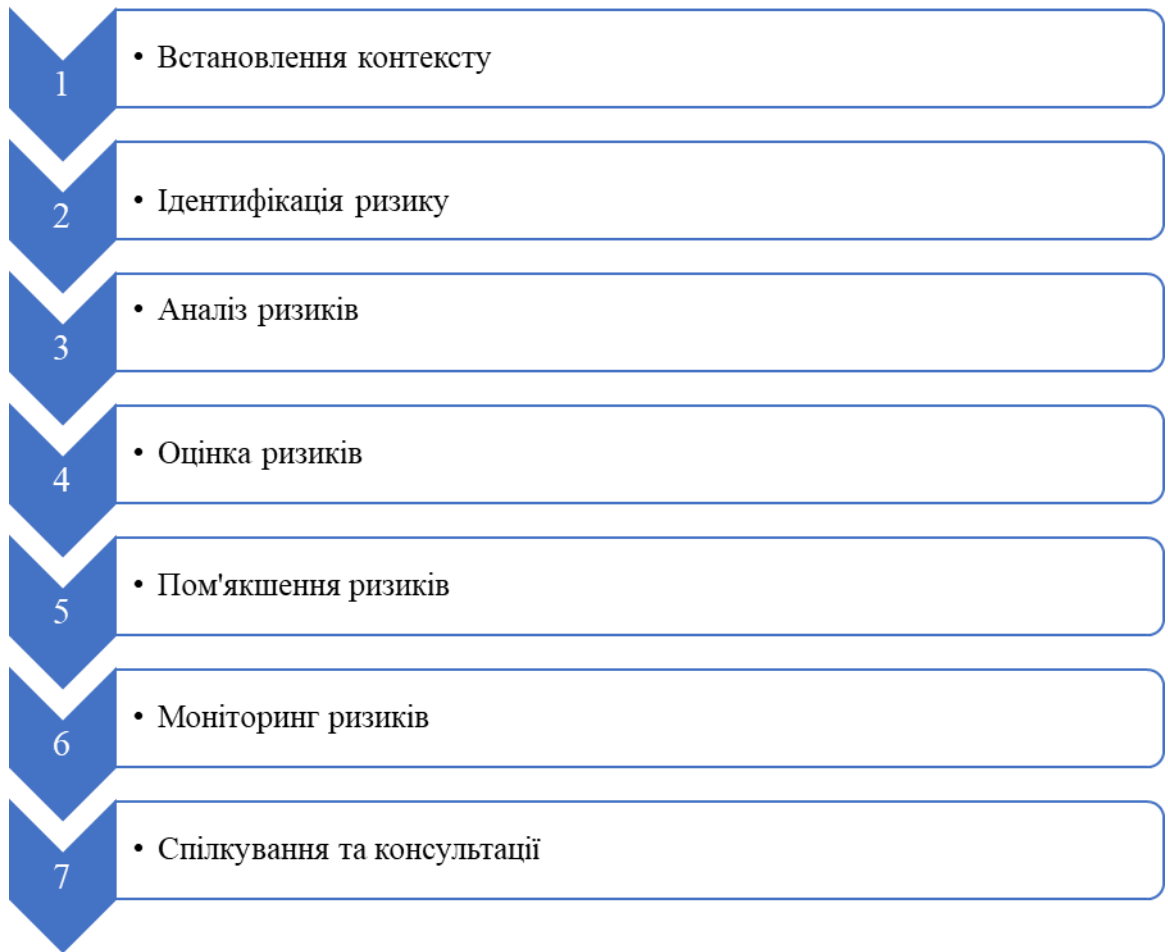 1
• Встановлення контексту
2
• Ідентифікація ризику
3
• Аналіз ризиків
4
• Оцінка ризиків
5
• Пом'якшення ризиків
6
• Моніторинг ризиків
7
• Спілкування та консультації